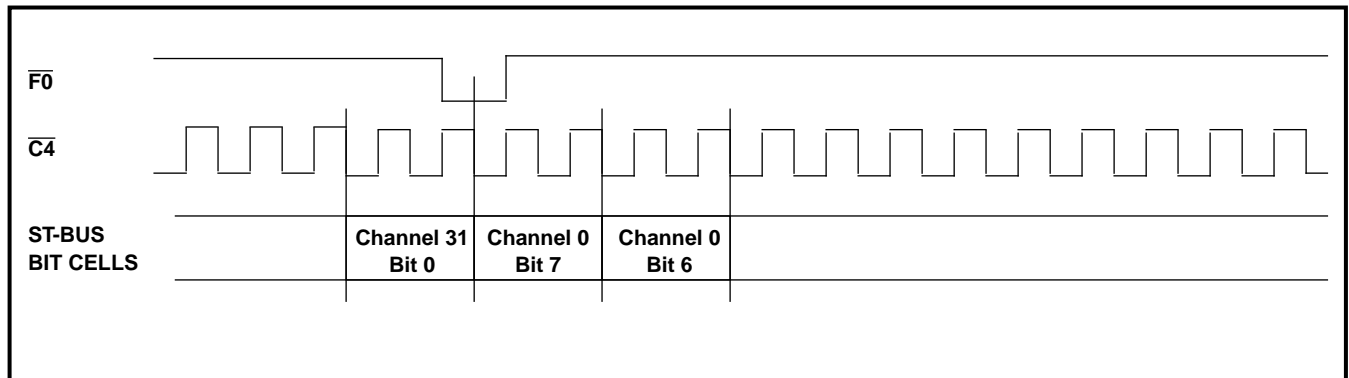 F0
C4
ST-BUS
BIT CELLS
Channel 31
Bit 0
Channel 0
Bit 7
Channel 0
Bit 6